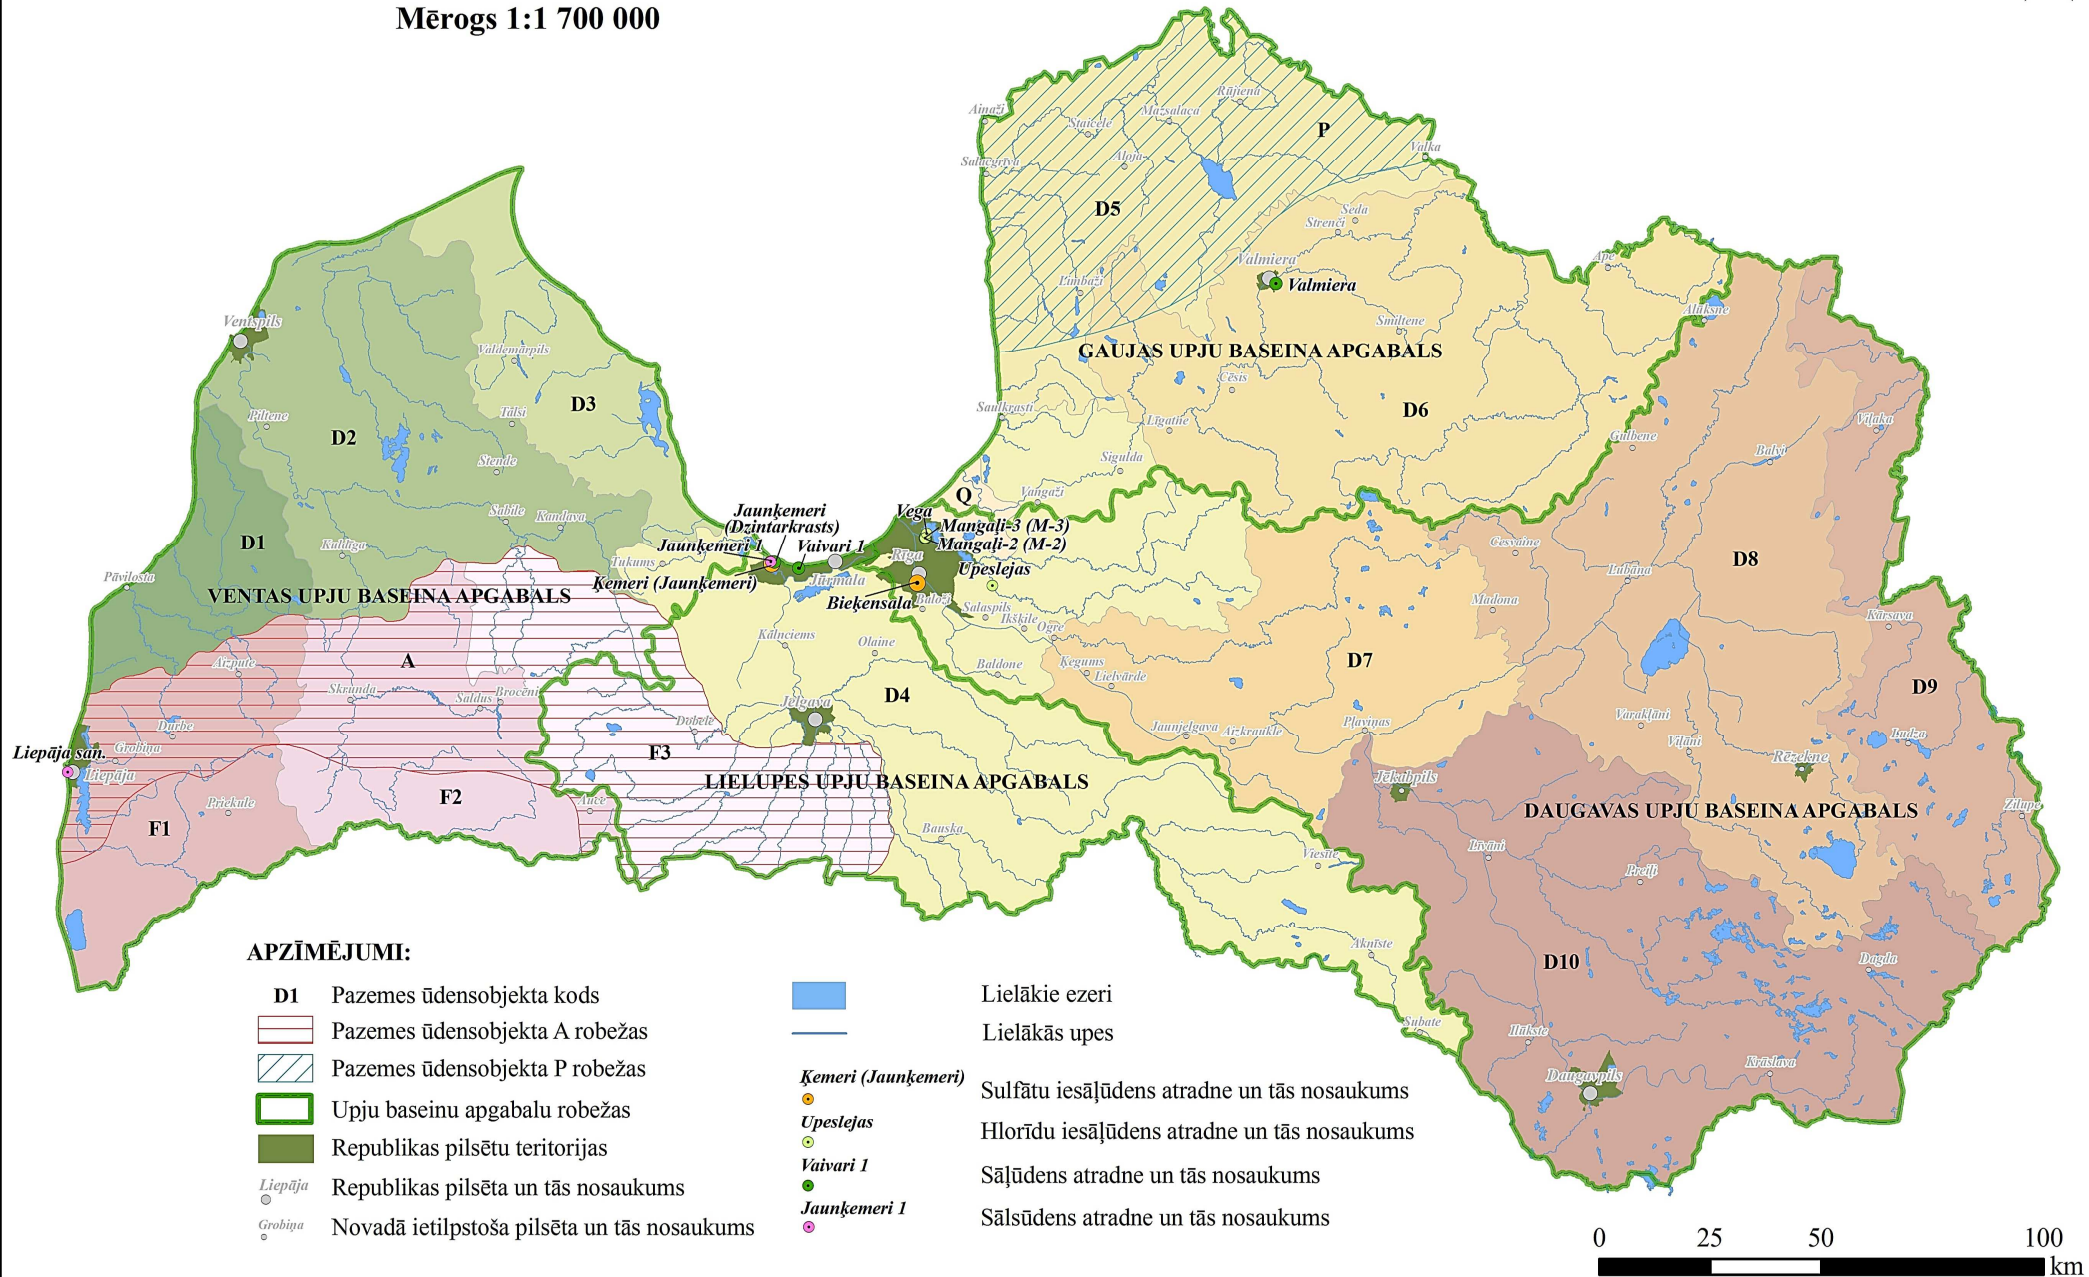 Mērogs 1:1 700 000
Ainaži
Staicele
Mazsalaca
Rūjiena
P
Salacgrīva
Aloja
Valka
D5
Seda
Strenči
Limbaži
Valmiera
Valmiera
Ape
Alūksne
Smiltene
GAUJAS UPJU BASEINA APGABALS
Cēsis
Saulkrasti
Līgatne
D6
Gulbene
Viļaka
Balvi
Sigulda
Vangaži
Q
Ventspils
Valdemārpils
D3
Piltene
Talsi
D2
Stende
Sabile
Kandava
D1
Kuldīga
Tukums
Pāvilosta
VENTAS UPJU BASEINA APGABALS
Jaunķemeri
(Dzintarkrasts)
Jaunķemeri 1
Vaivari 1
Ķemeri (Jaunķemeri)
Jūrmala
Vega
Mangaļi-3 (M-3)
Mangaļi-2 (M-2)
Rīga
Upeslejas
Bieķensala
Baloži
Salaspils
Ikšķile
Ogre
Cesvaine
Lubāna
D8
Madona
Kārsava
Kalnciems
Olaine
Baldone
Ķegums
Lielvārde
D7
D9
Aizpute
A
Skrunda
Saldus
Brocēni
Durbe
Grobiņa
Liepāja san.
Liepāja
Dobele
Jelgava
D4
Jaunjelgava
Aizkraukle
Pļaviņas
Varakļāni
Viļāni
Ludza
Rēzekne
F3
LIELUPES UPJU BASEINA APGABALS
Jēkabpils
DAUGAVAS UPJU BASEINA APGABALS
Zilupe
F2
Auce
Priekule
F1
Bauska
Viesīte
Līvāni
Preiļi
Aknīste
D10
Dagda
Subate
Ilūkste
Krāslava
Daugavpils
APZĪMĒJUMI:
D1 Pazemes ūdensobjekta kods
Pazemes ūdensobjekta A robežas
Pazemes ūdensobjekta P robežas
Upju baseinu apgabalu robežas
Republikas pilsētu teritorijas
Liepāja Republikas pilsēta un tās nosaukums
Grobiņa Novadā ietilpstoša pilsēta un tās nosaukums
Lielākie ezeri
Lielākās upes
Ķemeri (Jaunķemeri) Sulfātu iesāļūdens atradne un tās nosaukums
Upeslejas Hlorīdu iesāļūdens atradne un tās nosaukums
Vaivari 1 Sāļūdens atradne un tās nosaukums
Jaunķemeri 1 Sālsūdens atradne un tās nosaukums
0 25 50 100
km